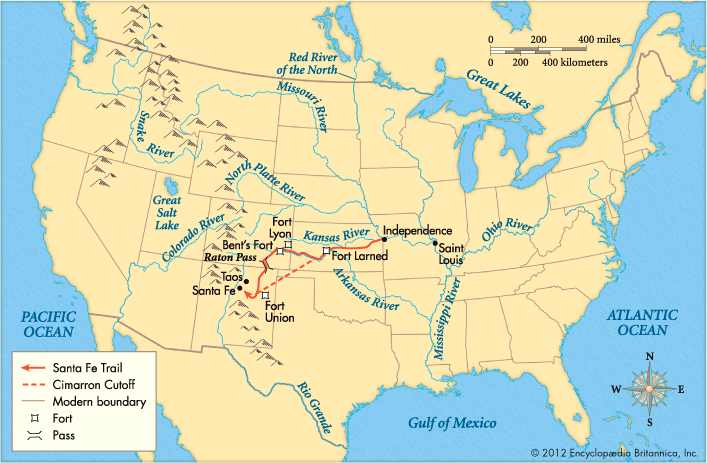 0 200 400 miles
0 200 400 kilometers
Red River
of the North
Great Lakes
Missouri River
Snake
River
North Platte River
Great
Salt
Lake
Colorado River
Fort
Lyon
Kansas River
Independence
Ohio River
Bent's Fort
Fort Larned
Saint
Louis
Raton Pass
Taos
Santa Fe
Fort
Union
Arkansas River
Mississippi River
PACIFIC
OCEAN
ATLANTIC
OCEAN
Santa Fe Trail
Cimarron Cutoff
Modern boundary
Fort
Pass
Rio Grande
Gulf of Mexico
N
W E
S
© 2012 Encyclopædia Britannica, Inc.